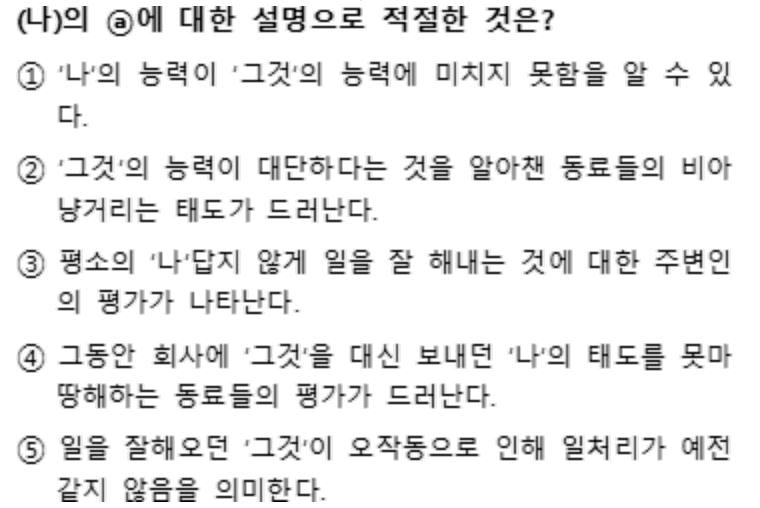 (나)의 ⓐ에 대한 설명으로 적절한 것은?
① ‘나’의 능력이 ‘그것’의 능력에 미치지 못함을 알 수 있
다.
② ‘그것’의 능력이 대단하다는 것을 알아챈 동료들의 비아
냥거리는 태도가 드러난다.
③ 평소의 ‘나’답지 않게 일을 잘 해내는 것에 대한 주변인
의 평가가 나타난다.
④ 그동안 회사에 ‘그것’을 대신 보내던 ‘나’의 태도를 못마
땅해하는 동료들의 평가가 드러난다.
⑤ 일을 잘해오던 ‘그것’이 오작동으로 인해 일처리가 예전
같지 않음을 의미한다.